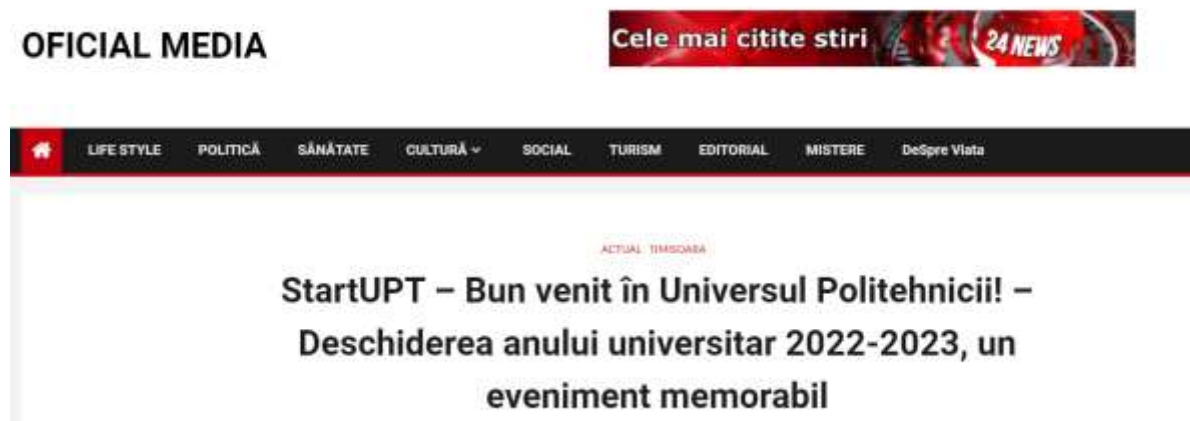 OFICIAL MEDIA
Cele mai citite stiri
24 NEWS
LIFE STYLE POLITICĂ SĂNĂTATE CULTURĂ SOCIAL TURISM EDITORIAL MISTERE DeSpre Viata
ACTUAL TIMISOARA
StartUPT – Bun venit în Universul Politehnicii! –
Deschiderea anului universitar 2022-2023, un
eveniment memorabil